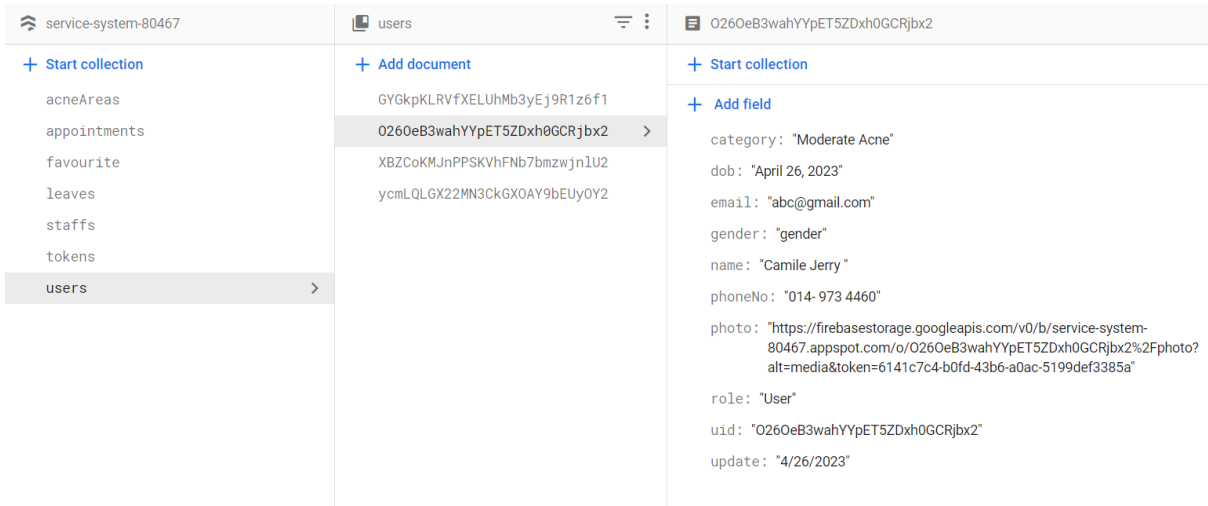 service-system-80467
Start collection
acneAreas
appointments
favourite
leaves
staffs
tokens
users
users
Add document
GYGkpKLRVfXELUhMb3yEj9R1z6f1
O26OeB3wahYYpET5ZDxh0GCRjbx2
XBZCoKMJnPPSKVhFNb7bmzwjnlU2
ycmLQLGX22MN3CkGXOAY9bEUyOY2
O26OeB3wahYYpET5ZDxh0GCRjbx2
Start collection
Add field
category: "Moderate Acne"
dob: "April 26, 2023"
email: "abc@gmail.com"
gender: "gender"
name: "Camile Jerry "
phoneNo: "014- 973 4460"
photo: "https://firebasestorage.googleapis.com/v0/b/service-system-
80467.appspot.com/o/O26OeB3wahYYpET5ZDxh0GCRjbx2%2Fphoto?
alt=media&token=6141c7c4-b0fd-43b6-a0ac-5199def3385a"
role: "User"
uid: "O26OeB3wahYYpET5ZDxh0GCRjbx2"
update: "4/26/2023"